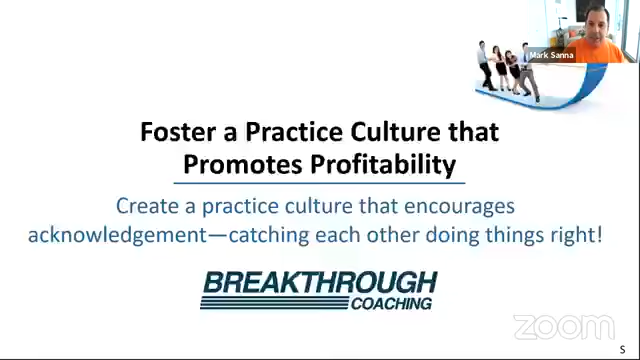 Mark Sanna
Foster a Practice Culture that
Promotes Profitability
Create a practice culture that encourages
acknowledgement—catching each other doing things right!
BREAKTHROUGH
COACHING
zoom
S